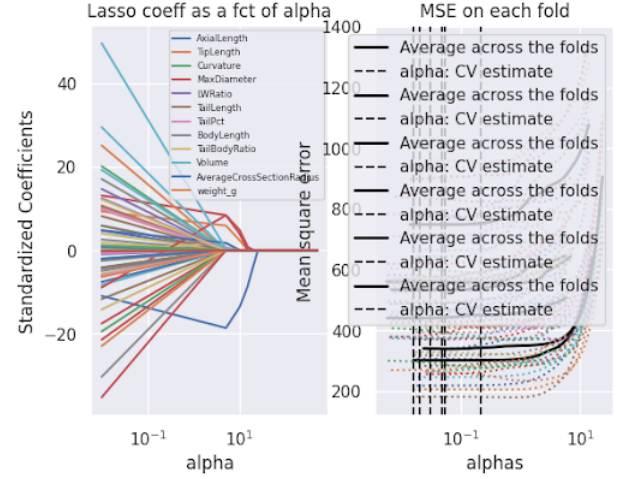 Lasso coeff as a fct of alpha
Standardized Coefficients
40
20
0
−20
10⁻¹
10¹
alpha
AxialLength
TipLength
Curvature
MaxDiameter
LWRatio
TailLength
TailPct
BodyLength
TailBodyRatio
Volume
AverageCrossSectionRadius
weight_g
MSE on each fold
Mean square error
1400
1200
1000
800
600
400
200
10⁻¹
10¹
alphas
Average across the folds
alpha: CV estimate
Average across the folds
alpha: CV estimate
Average across the folds
alpha: CV estimate
Average across the folds
alpha: CV estimate
Average across the folds
alpha: CV estimate
Average across the folds
alpha: CV estimate